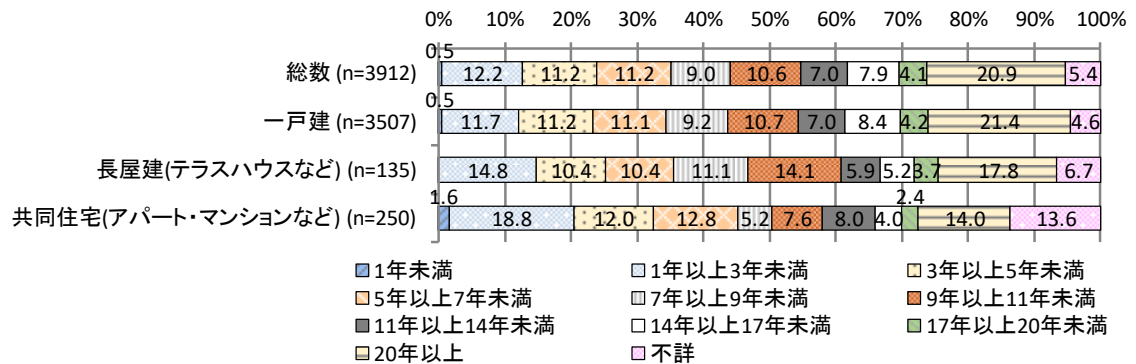 0% 10% 20% 30% 40% 50% 60% 70% 80% 90% 100%
総数 (n=3912) 0.5 12.2 11.2 11.2 9.0 10.6 7.0 7.9 4.1 20.9 5.4
一戸建 (n=3507) 0.5 11.7 11.2 11.1 9.2 10.7 7.0 8.4 4.2 21.4 4.6
長屋建(テラスハウスなど) (n=135) 14.8 10.4 10.4 11.1 14.1 5.9 5.2 3.7 17.8 6.7
共同住宅(アパート・マンションなど) (n=250) 1.6 18.8 12.0 12.8 5.2 7.6 8.0 4.0 2.4 14.0 13.6
1年未満 1年以上3年未満 3年以上5年未満
5年以上7年未満 7年以上9年未満 9年以上11年未満
11年以上14年未満 14年以上17年未満 17年以上20年未満
20年以上 不詳